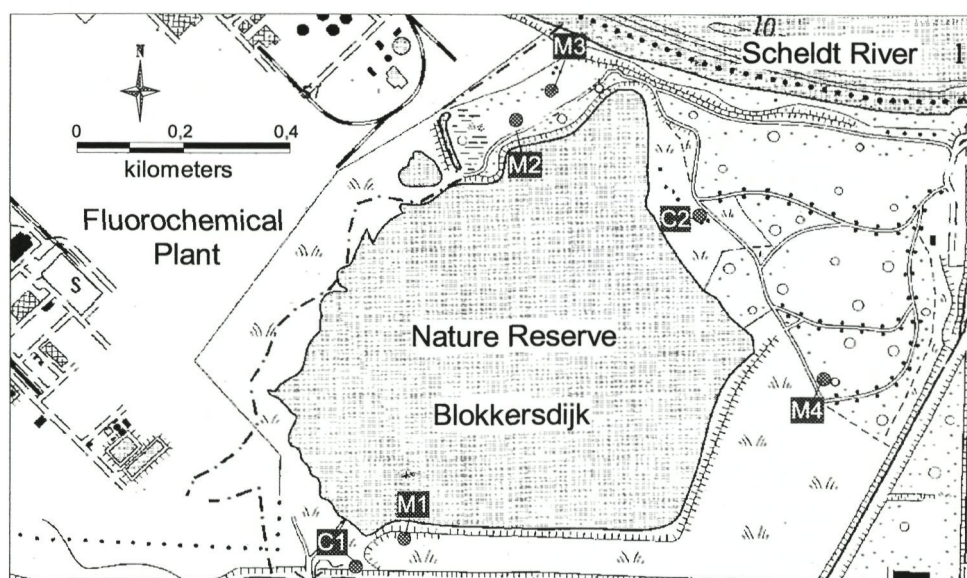 10
M3
Scheldt River
1
N
0 0,2 0,4
kilometers
M2
Fluorochemical
Plant
C2
S
Nature Reserve
Blokkersdijk
M4
M1
C1